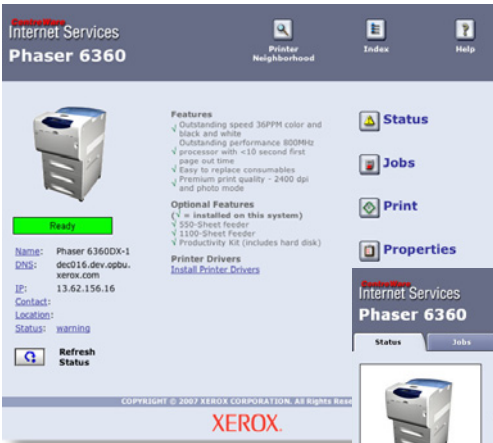 CentreWare
Internet Services
Phaser 6360
Printer
Neighborhood
Index
Help
Features
√ Outstanding speed 36PPM color and
black and white
Outstanding performance 800MHz
√ processor with <10 second first
page out time
√ Easy to replace consumables
√ Premium print quality - 2400 dpi
and photo mode
Optional Features
(√ = installed on this system)
√ 550-Sheet feeder
√ 1100-Sheet Feeder
√ Productivity Kit (includes hard disk)
Printer Drivers
Install Printer Drivers
Status
Jobs
Print
Properties
Ready
Name: Phaser 6360DX-1
DNS: dec016.dev.opbu.
xerox.com
IP: 13.62.156.16
Contact:
Location:
Status: warning
Refresh
Status
COPYRIGHT © 2007 XEROX CORPORATION. All Rights Rese
XEROX.
CentreWare
Internet Services
Phaser 6360
Status
Jobs